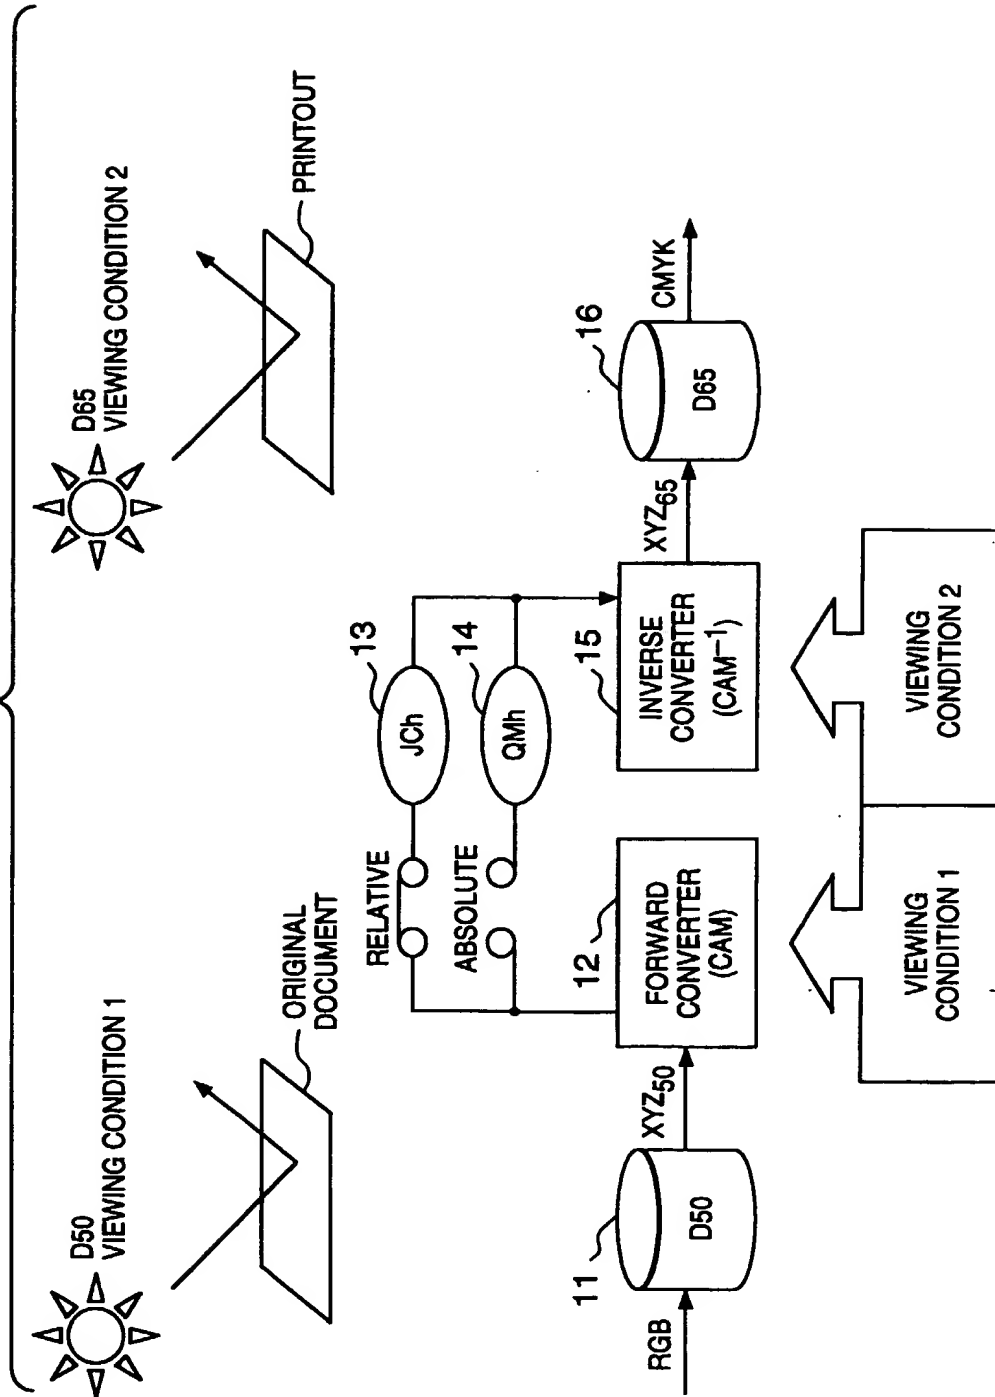 D50
VIEWING CONDITION 1
ORIGINAL
DOCUMENT
D65
VIEWING CONDITION 2
PRINTOUT
RELATIVE
JCh
13
ABSOLUTE
QMh
14
RGB
11
D50
XYZ50
12
FORWARD
CONVERTER
(CAM)
15
INVERSE
CONVERTER
(CAM⁻¹)
XYZ65
16
D65
CMYK
VIEWING
CONDITION 1
VIEWING
CONDITION 2